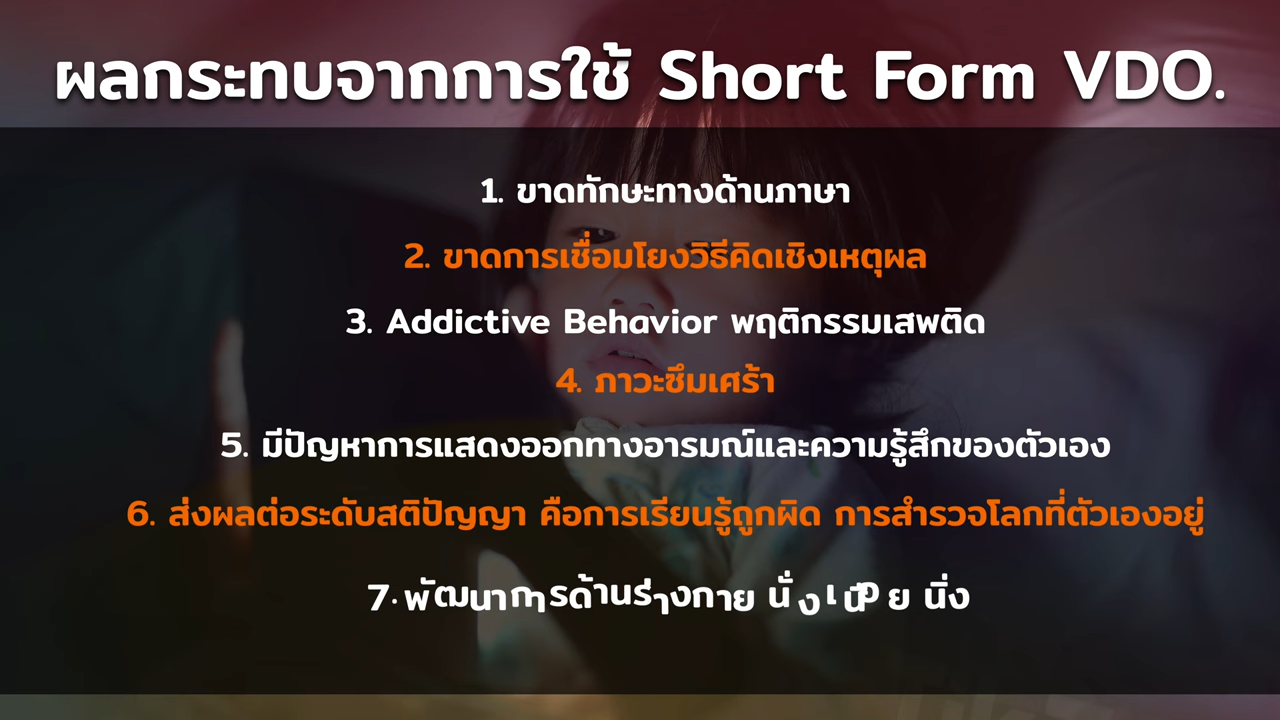 ผลกระทบจากการใช้ Short Form VDO.
1. ขาดทักษะทางด้านภาษา
2. ขาดการเชื่อมโยงวิธีคิดเชิงเหตุผล
3. Addictive Behavior พฤติกรรมเสพติด
4. ภาวะซึมเศร้า
5. มีปัญหาการแสดงออกทางอารมณ์และความรู้สึกของตัวเอง
6. ส่งผลต่อระดับสติปัญญา คือการเรียนรู้ถูกผิด การสำรวจโลกที่ตัวเองอยู่
7. พัฒนาการด้านร่างกาย นั่ง นิ่ง